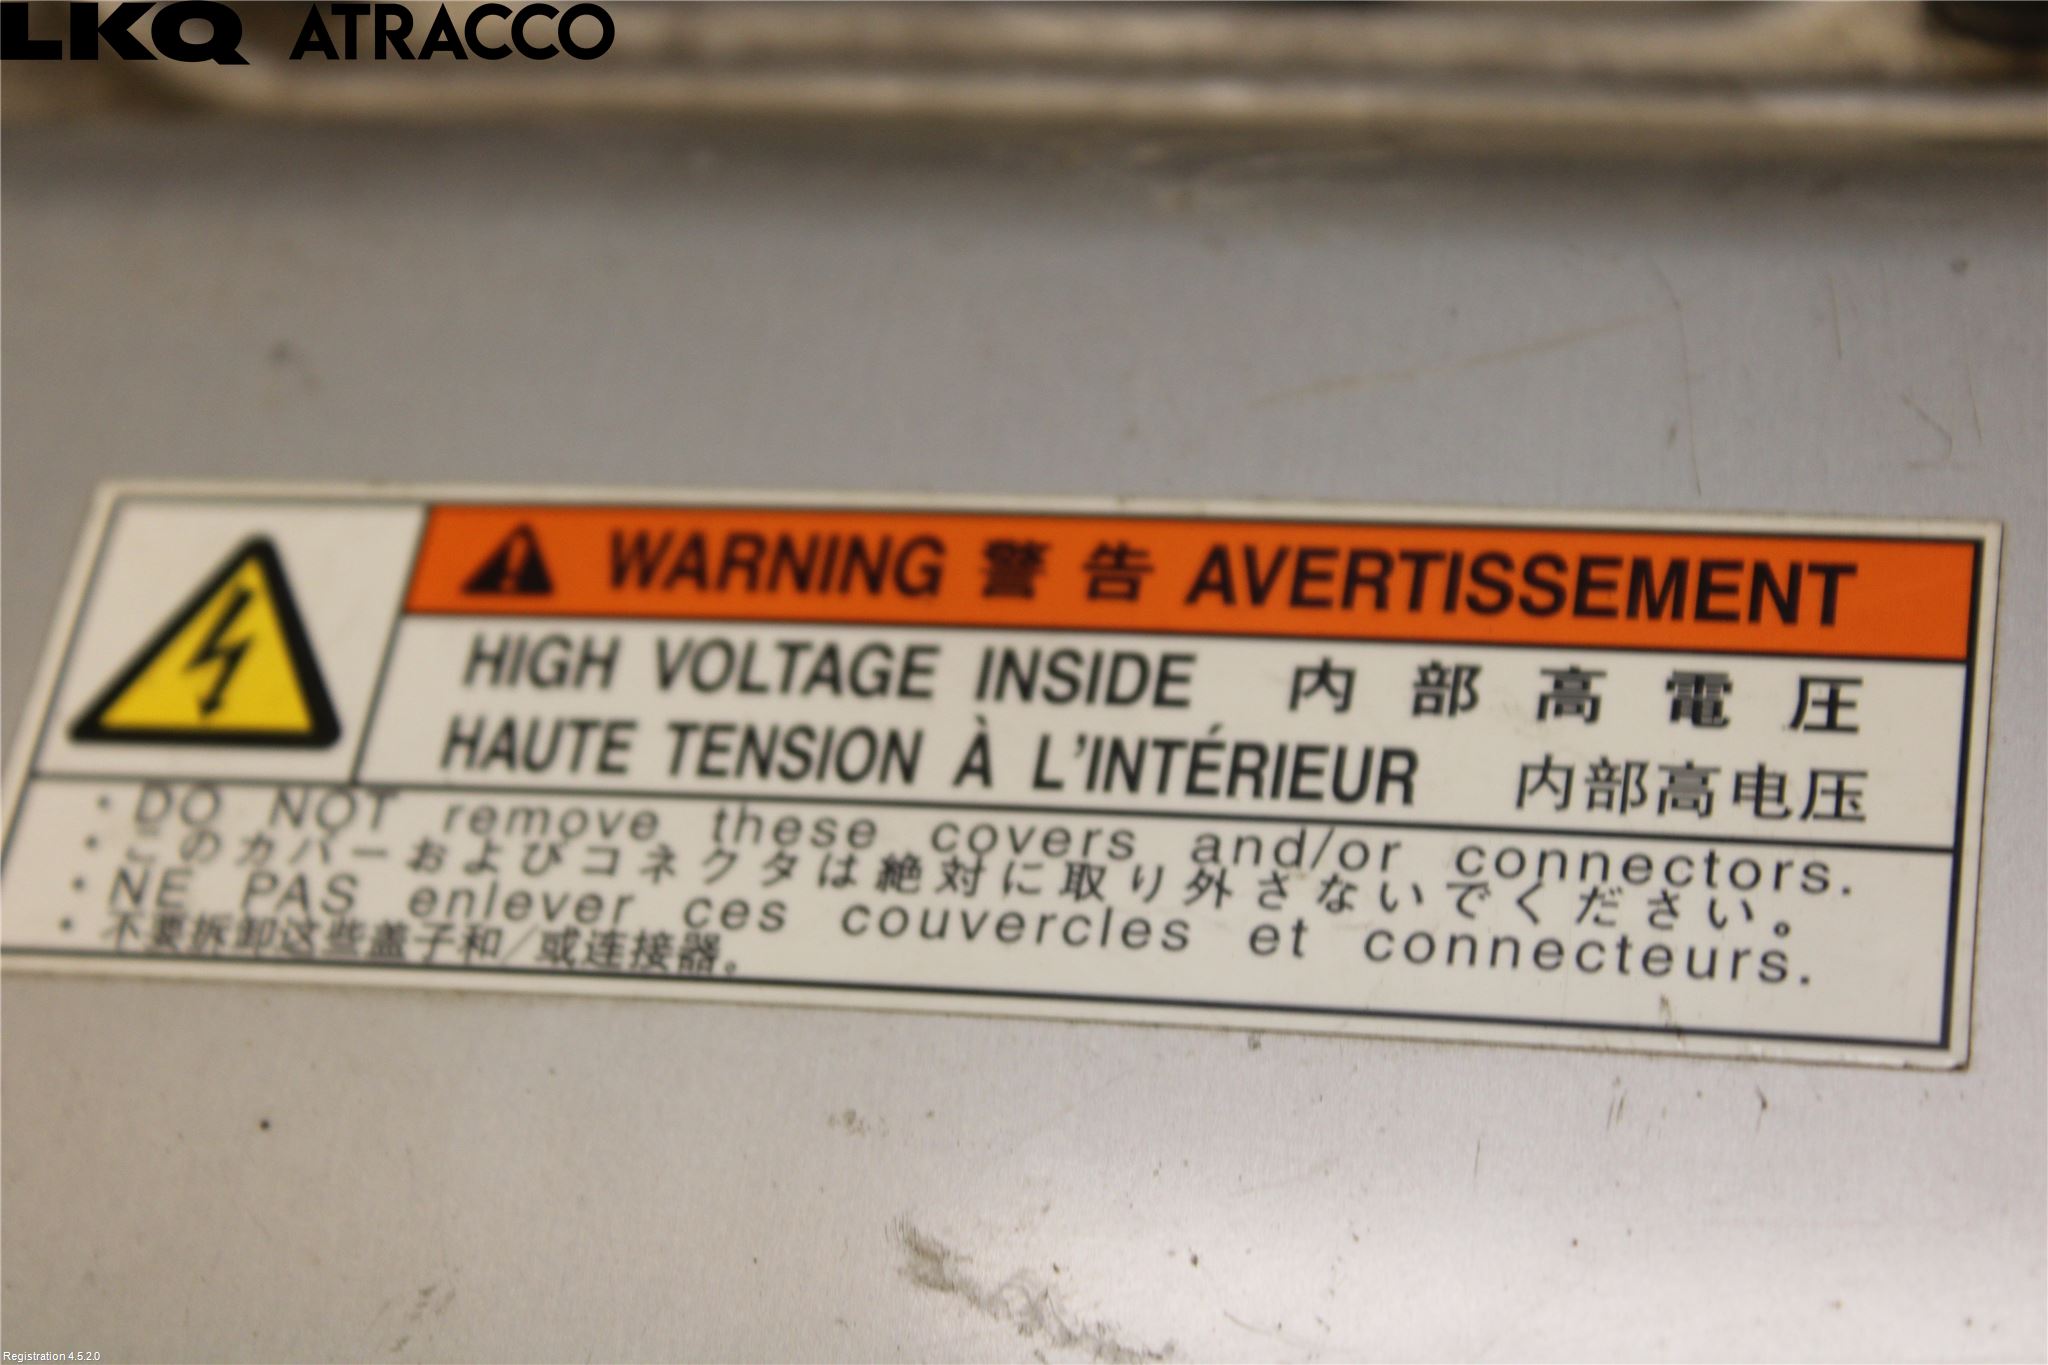 LKQ ATRACCO
WARNING 警告 AVERTISSEMENT
HIGH VOLTAGE INSIDE 内部高電圧
HAUTE TENSION À L'INTÉRIEUR 内部高电压
・DO NOT remove these covers and/or connectors.
・このカバーおよびコネクタは絶対に取り外さないでください。
・NE PAS enlever ces couvercles et connecteurs.
・不要拆卸这些盖子和/或连接器。
Registration 4.5.2.0